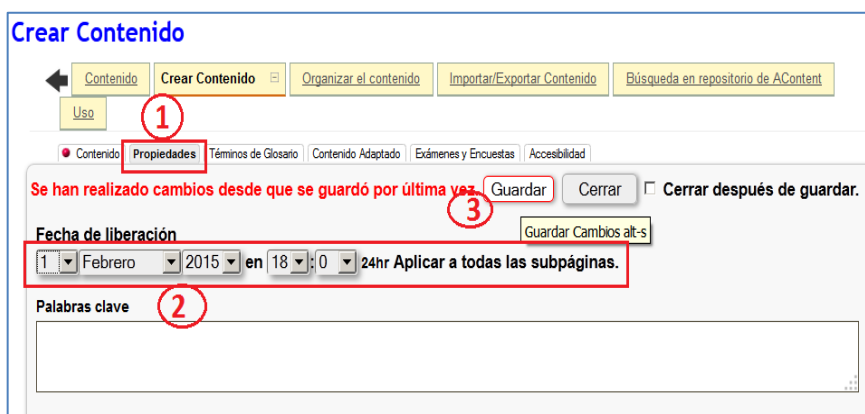 Crear Contenido
Contenido Crear Contenido Organizar el contenido Importar/Exportar Contenido Búsqueda en repositorio de AContent
Uso
1
Contenido Propiedades Términos de Glosario Contenido Adaptado Exámenes y Encuestas Accesibilidad
Se han realizado cambios desde que se guardó por última vez. Guardar Cerrar Cerrar después de guardar.
3
Guardar Cambios alt-s
Fecha de liberación
1 Febrero 2015 en 18 : 0 24hr Aplicar a todas las subpáginas.
2
Palabras clave